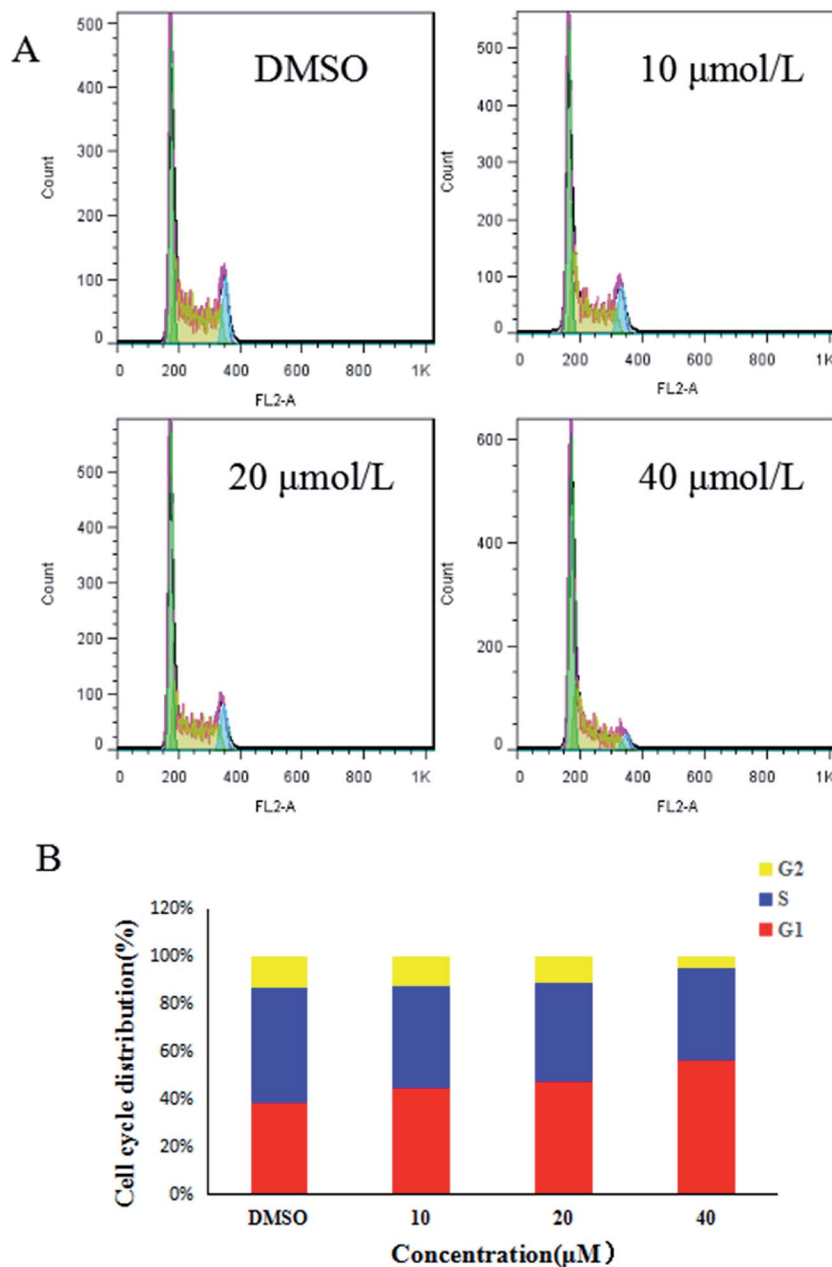 A
DMSO
500
400
300
200
100
0
Count
0 200 400 600 800 1K
FL2-A
10 μmol/L
500
400
300
200
100
0
Count
0 200 400 600 800 1K
FL2-A
20 μmol/L
500
400
300
200
100
0
Count
0 200 400 600 800 1K
FL2-A
40 μmol/L
600
400
200
0
Count
0 200 400 600 800 1K
FL2-A
B
G2
S
G1
120%
100%
80%
60%
40%
20%
0%
Cell cycle distribution(%)
DMSO 10 20 40
Concentration(μM)